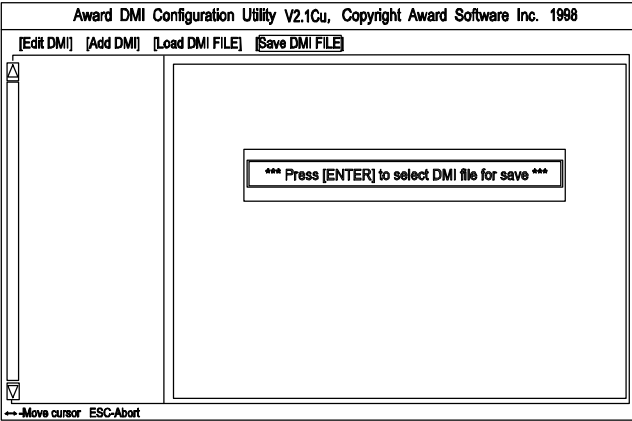 Award DMI Configuration Utility V2.1Cu, Copyright Award Software Inc. 1998
[Edit DMI] [Add DMI] [Load DMI FILE] [Save DMI FILE]
*** Press [ENTER] to select DMI file for save ***
↔-Move cursor ESC-Abort